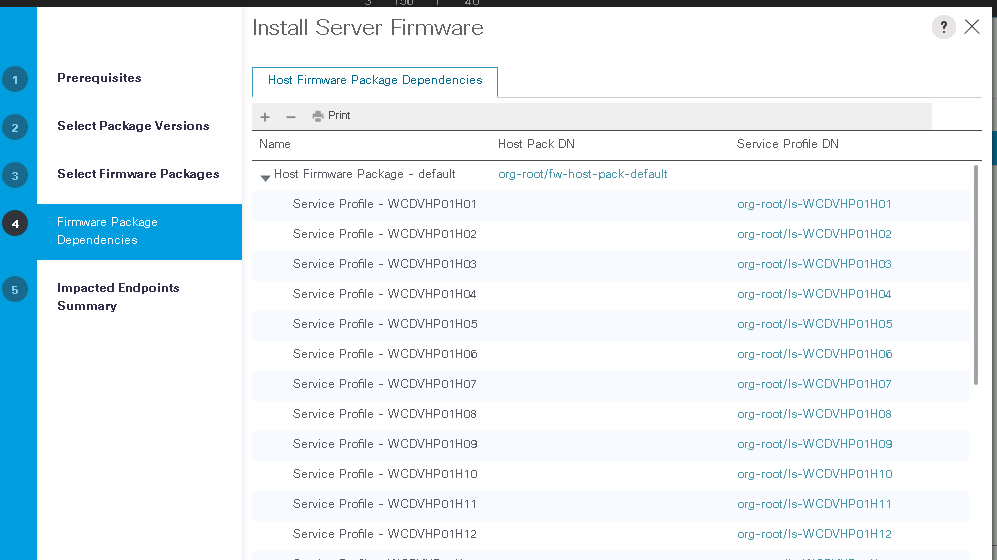 Install Server Firmware
?
1 Prerequisites
2 Select Package Versions
3 Select Firmware Packages
4 Firmware Package
Dependencies
5 Impacted Endpoints
Summary
Host Firmware Package Dependencies
+ − Print
Name Host Pack DN Service Profile DN
Host Firmware Package - default org-root/fw-host-pack-default
Service Profile - WCDVHP01H01 org-root/ls-WCDVHP01H01
Service Profile - WCDVHP01H02 org-root/ls-WCDVHP01H02
Service Profile - WCDVHP01H03 org-root/ls-WCDVHP01H03
Service Profile - WCDVHP01H04 org-root/ls-WCDVHP01H04
Service Profile - WCDVHP01H05 org-root/ls-WCDVHP01H05
Service Profile - WCDVHP01H06 org-root/ls-WCDVHP01H06
Service Profile - WCDVHP01H07 org-root/ls-WCDVHP01H07
Service Profile - WCDVHP01H08 org-root/ls-WCDVHP01H08
Service Profile - WCDVHP01H09 org-root/ls-WCDVHP01H09
Service Profile - WCDVHP01H10 org-root/ls-WCDVHP01H10
Service Profile - WCDVHP01H11 org-root/ls-WCDVHP01H11
Service Profile - WCDVHP01H12 org-root/ls-WCDVHP01H12